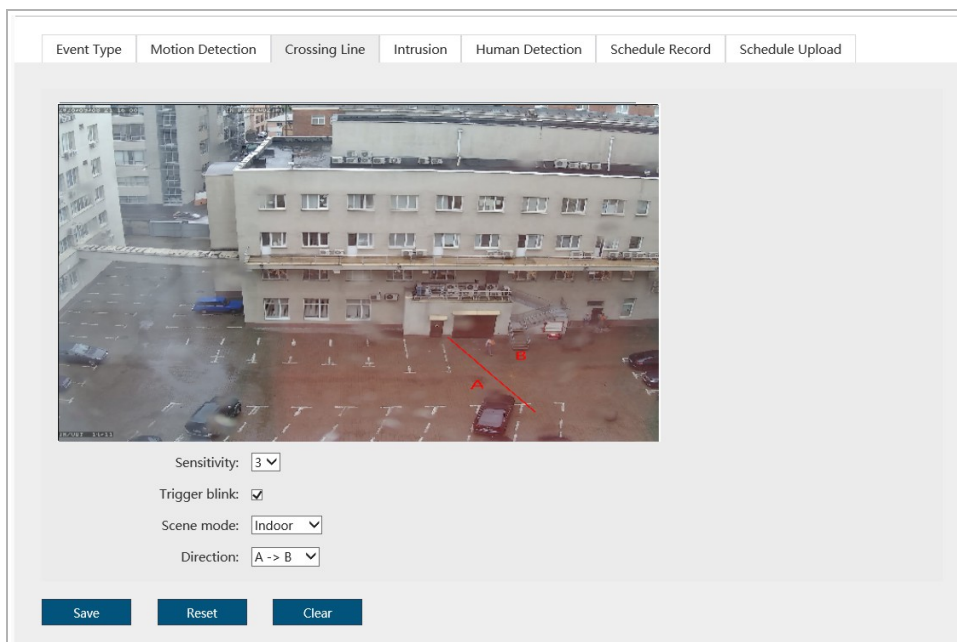 Event Type
Motion Detection
Crossing Line
Intrusion
Human Detection
Schedule Record
Schedule Upload
B
A
Sensitivity: 3
Trigger blink:
Scene mode: Indoor
Direction: A -> B
Save
Reset
Clear